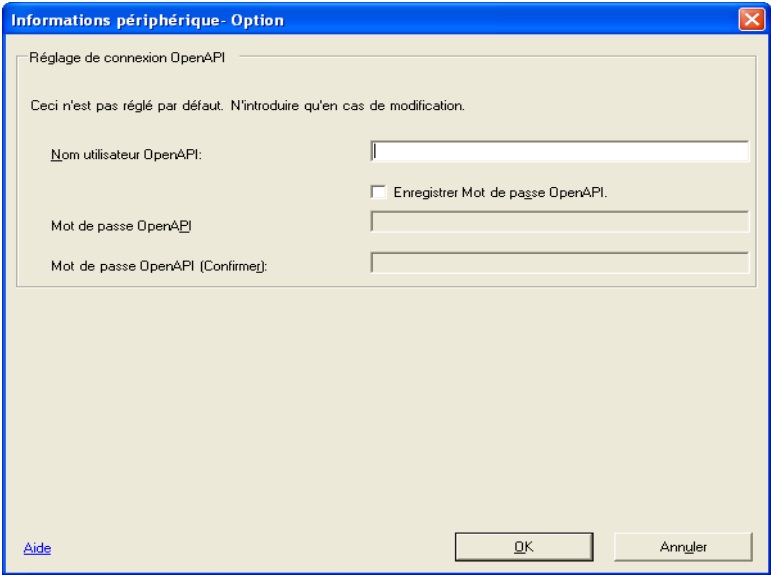 Informations périphérique- Option
Réglage de connexion OpenAPI
Ceci n'est pas réglé par défaut. N'introduire qu'en cas de modification.
Nom utilisateur OpenAPI:
Enregistrer Mot de passe OpenAPI.
Mot de passe OpenAPI
Mot de passe OpenAPI (Confirmer):
Aide
OK
Annuler